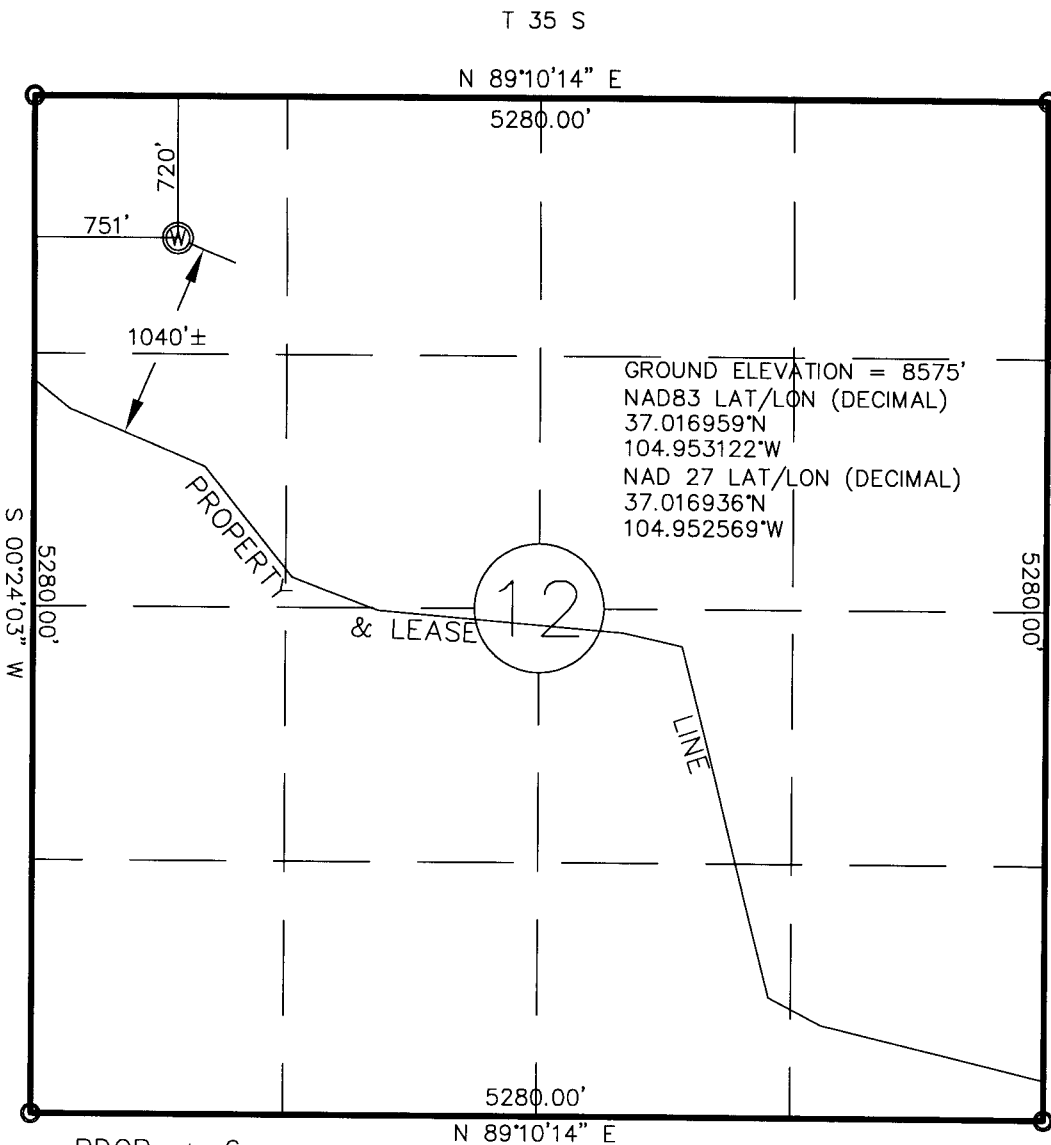 T 35 S
N 89°10'14" E
5280.00'
720'
751'
W
1040'±
GROUND ELEVATION = 8575'
NAD83 LAT/LON (DECIMAL)
37.016959°N
104.953122°W
NAD 27 LAT/LON (DECIMAL)
37.016936°N
104.952569°W
PROPERTY
& LEASE
LINE
12
S 00°24'03" W
5280.00'
5280.00'
5280.00'
N 89°10'14" E